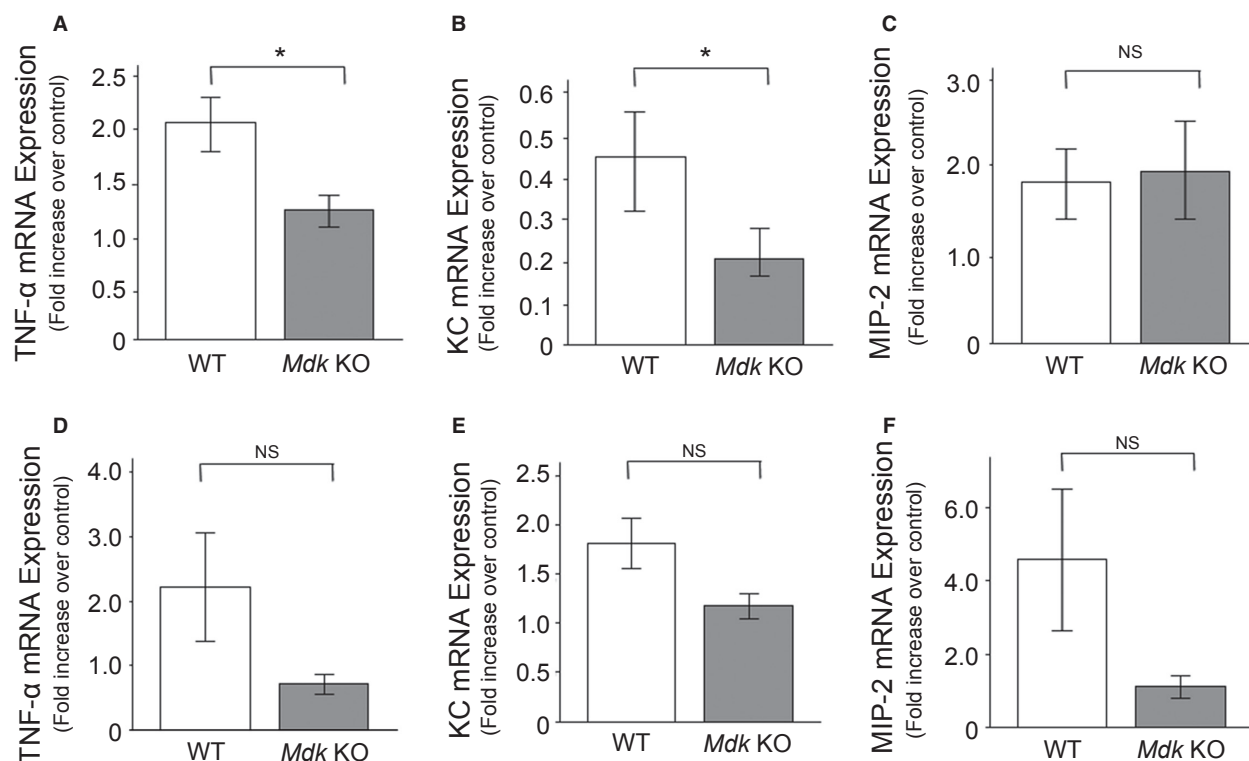 A
TNF-α mRNA Expression
(Fold increase over control)
2.5
2.0
1.5
1.0
0.5
0
*
WT
Mdk KO
B
KC mRNA Expression
(Fold increase over control)
0.6
0.5
0.4
0.3
0.2
0.1
0
*
WT
Mdk KO
C
MIP-2 mRNA Expression
(Fold increase over control)
3.0
2.0
1.0
0
NS
WT
Mdk KO
D
TNF-α mRNA Expression
(Fold increase over control)
4.0
3.0
2.0
1.0
0
NS
WT
Mdk KO
E
KC mRNA Expression
(Fold increase over control)
2.5
2.0
1.5
1.0
0.5
0
NS
WT
Mdk KO
F
MIP-2 mRNA Expression
(Fold increase over control)
6.0
4.0
2.0
0
NS
WT
Mdk KO